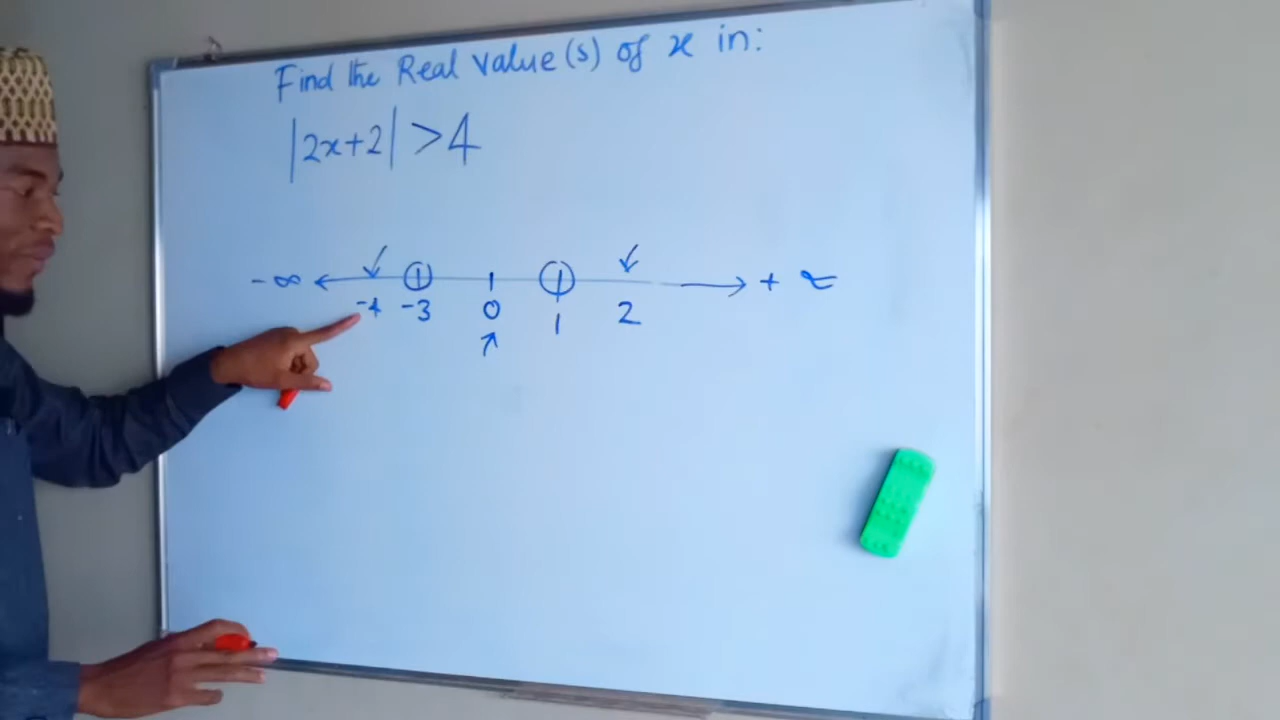 Find the Real value(s) of x in:
|2x+2| >4
-∞ + ∞
-4 -3 0 1 2